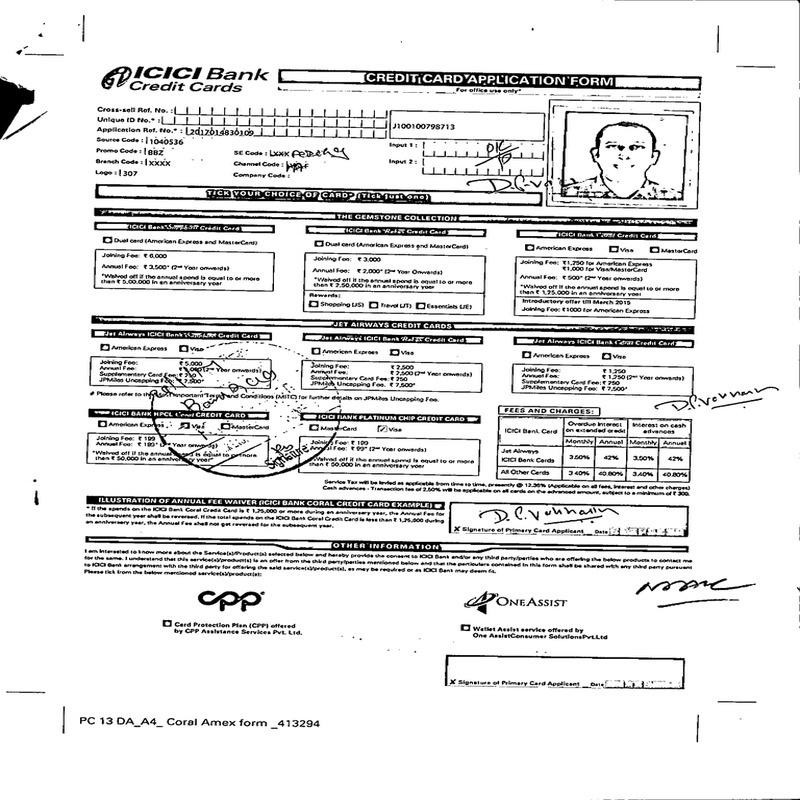 ICICI Bank
Credit Cards
CREDIT CARD APPLICATION FORM
For office use only*
Cross-sell Ref. No. :
Unique ID No.* :
Application Ref. No.* : 2017014830109
J100100798713
Source Code : 1040536
Promo Code : BBZ
Branch Code : XXXX
Logo : 307
SE Code :
Channel Code :
Company Code :
Input 1 :
Input 2 :
TICK YOUR CHOICE OF CARD* (Tick just one)
THE GEMSTONE COLLECTION
ICICI Bank Credit Card
Dual card (American Express and MasterCard)
Joining Fee: ₹ 6,000
Annual Fee: ₹ 3,500* (2nd Year onwards)
*Waived off if the annual spend is equal to or more
than ₹ 5,00,000 in an anniversary year
ICICI Bank Credit Card
Dual card (American Express and MasterCard)
Joining Fee: ₹ 3,000
Annual Fee: ₹ 2,000* (2nd Year onwards)
*Waived off if the annual spend is equal to or more
than ₹ 2,50,000 in an anniversary year
Rewards:
Shopping (JS) Travel (JT) Essentials (JE)
ICICI Bank Credit Card
American Express Visa MasterCard
Joining Fee: ₹1,250 for American Express
₹1,000 for Visa/MasterCard
Annual Fee: ₹ 500* (2nd Year onwards)
*Waived off if the annual spend is equal to or more
than ₹ 1,25,000 in an anniversary year
Introductory offer till March 2015
Joining Fee: ₹1000 for American Express
JET AIRWAYS CREDIT CARDS
Jet Airways ICICI Bank Credit Card
American Express Visa
Joining Fee: ₹ 5,000
Annual Fee: (2nd Year onwards)
Supplementary Card Fee: ₹ 250
JPMiles Uncapping Fee: ₹ 7,500*
Jet Airways ICICI Bank Credit Card
American Express Visa
Joining Fee: ₹ 2,500
Annual Fee: ₹ 2,500 (2nd Year onwards)
Supplementary Card Fee: ₹ 250
JPMiles Uncapping Fee: ₹ 7,500*
Jet Airways ICICI Bank Credit Card
American Express Visa
Joining Fee: ₹ 1,250
Annual Fee: ₹ 1,250 (2nd Year onwards)
Supplementary Card Fee: ₹ 250
JPMiles Uncapping Fee: ₹ 7,500*
# Please refer to the Most Important Terms and Conditions (MITC) for further details on JPMiles Uncapping Fee.
ICICI BANK HPCL CREDIT CARD
American Express Visa MasterCard
Joining Fee: ₹ 199
Annual Fee: ₹ 199* (2nd Year onwards)
*Waived off if the annual spend is equal to or more
than ₹ 50,000 in an anniversary year
ICICI BANK PLATINUM CHIP CREDIT CARD
MasterCard Visa
Joining Fee: ₹ 199
Annual Fee: ₹ 99* (2nd Year onwards)
*Waived off if the annual spend is equal to or more
than ₹ 50,000 in an anniversary year
FEES AND CHARGES:
ICICI Bank Card Overdue Interest on extended credit Interest on cash advances
Monthly Annual Monthly Annual
Jet Airways ICICI Bank Cards 3.50% 42% 3.50% 42%
All Other Cards 3.40% 40.80% 3.40% 40.80%
Service Tax will be levied as applicable from time to time, presently @ 12.36% (Applicable on all fees, interest and other charges)
Cash advances - Transaction fee of 2.50% will be applicable on all cards on the advanced amount, subject to a minimum of ₹ 300.
ILLUSTRATION OF ANNUAL FEE WAIVER (ICICI BANK CORAL CREDIT CARD EXAMPLE)
* If the spends on the ICICI Bank Coral Credit Card is ₹ 1,25,000 or more during an anniversary year, the Annual Fee for
the subsequent year shall be reversed. If the total spends on the ICICI Bank Coral Credit Card is less than ₹ 1,25,000 during
an anniversary year, the Annual Fee shall not get reversed for the subsequent year.
X Signature of Primary Card Applicant Date
OTHER INFORMATION
I am interested to know more about the Service(s)/Product(s) selected below and hereby provide the consent to ICICI Bank and/or any third party/parties who are offering the below products to contact me
for the same. I understand that this service(s)/product(s) is an offer from the third party/parties mentioned below and that the particulars contained in this form shall be shared with any third party pursuant
to ICICI Bank arrangement with the third party for offering the said service(s)/product(s), as may be required or as ICICI Bank may deem fit.
Please tick from the below mentioned service(s)/product(s):
CPP
Card Protection Plan (CPP) offered
by CPP Assistance Services Pvt. Ltd.
ONEASSIST
Wallet Assist service offered by
One AssistConsumer SolutionsPvt.Ltd
X Signature of Primary Card Applicant Date
PC 13 DA_A4_ Coral Amex form _413294